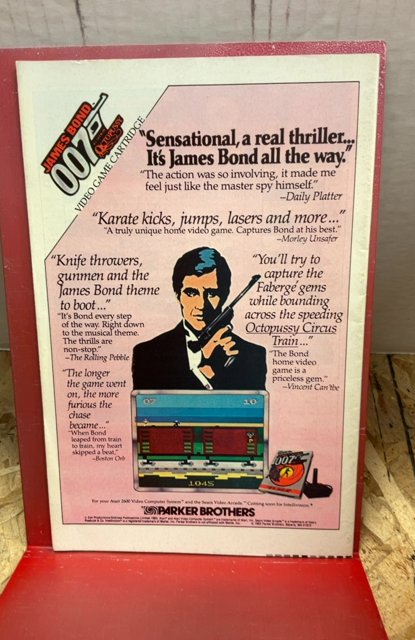 JAMES BOND
007
OCTOPUSSY
VIDEO GAME CARTRIDGE
"Sensational, a real thriller...
It's James Bond all the way."
"The action was so involving, it made me
feel just like the master spy himself."
–Daily Platter
"Karate kicks, jumps, lasers and more..."
"A truly unique home video game. Captures Bond at his best."
–Morley Unsafer
"Knife throwers,
gunmen and the
James Bond theme
to boot..."
"It's Bond every step
of the way. Right down
to the musical theme.
The thrills are
non-stop."
–The Rolling Pebble
"The longer
the game went
on, the more
furious the
chase
became..."
"When Bond
leaped from train
to train, my heart
skipped a beat."
–Boston Orb
"You'll try to
capture the
Fabergé gems
while bounding
across the speeding
Octopussy Circus
Train..."
"The Bond
home video
game is a
priceless gem."
–Vincent Can'tbe
07
10
1045
007
For your Atari 2600 Video Computer System™ and the Sears Video Arcade.™ Coming soon for Intellivision.®
PARKER BROTHERS